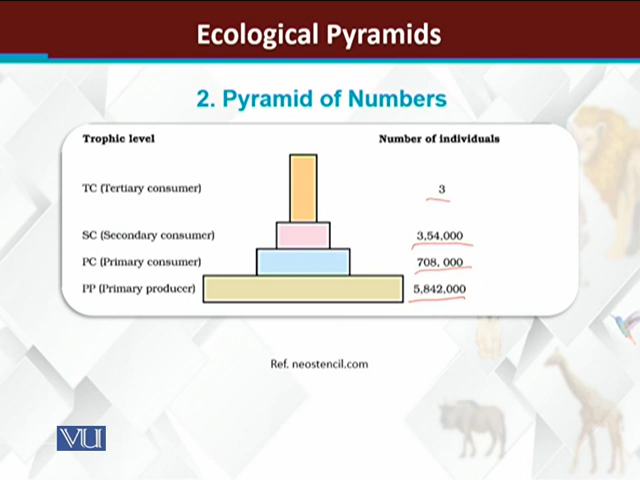 Ecological Pyramids
2. Pyramid of Numbers
Trophic level Number of individuals
TC (Tertiary consumer) 3
SC (Secondary consumer) 3,54,000
PC (Primary consumer) 708, 000
PP (Primary producer) 5,842,000
Ref. neostencil.com
VU